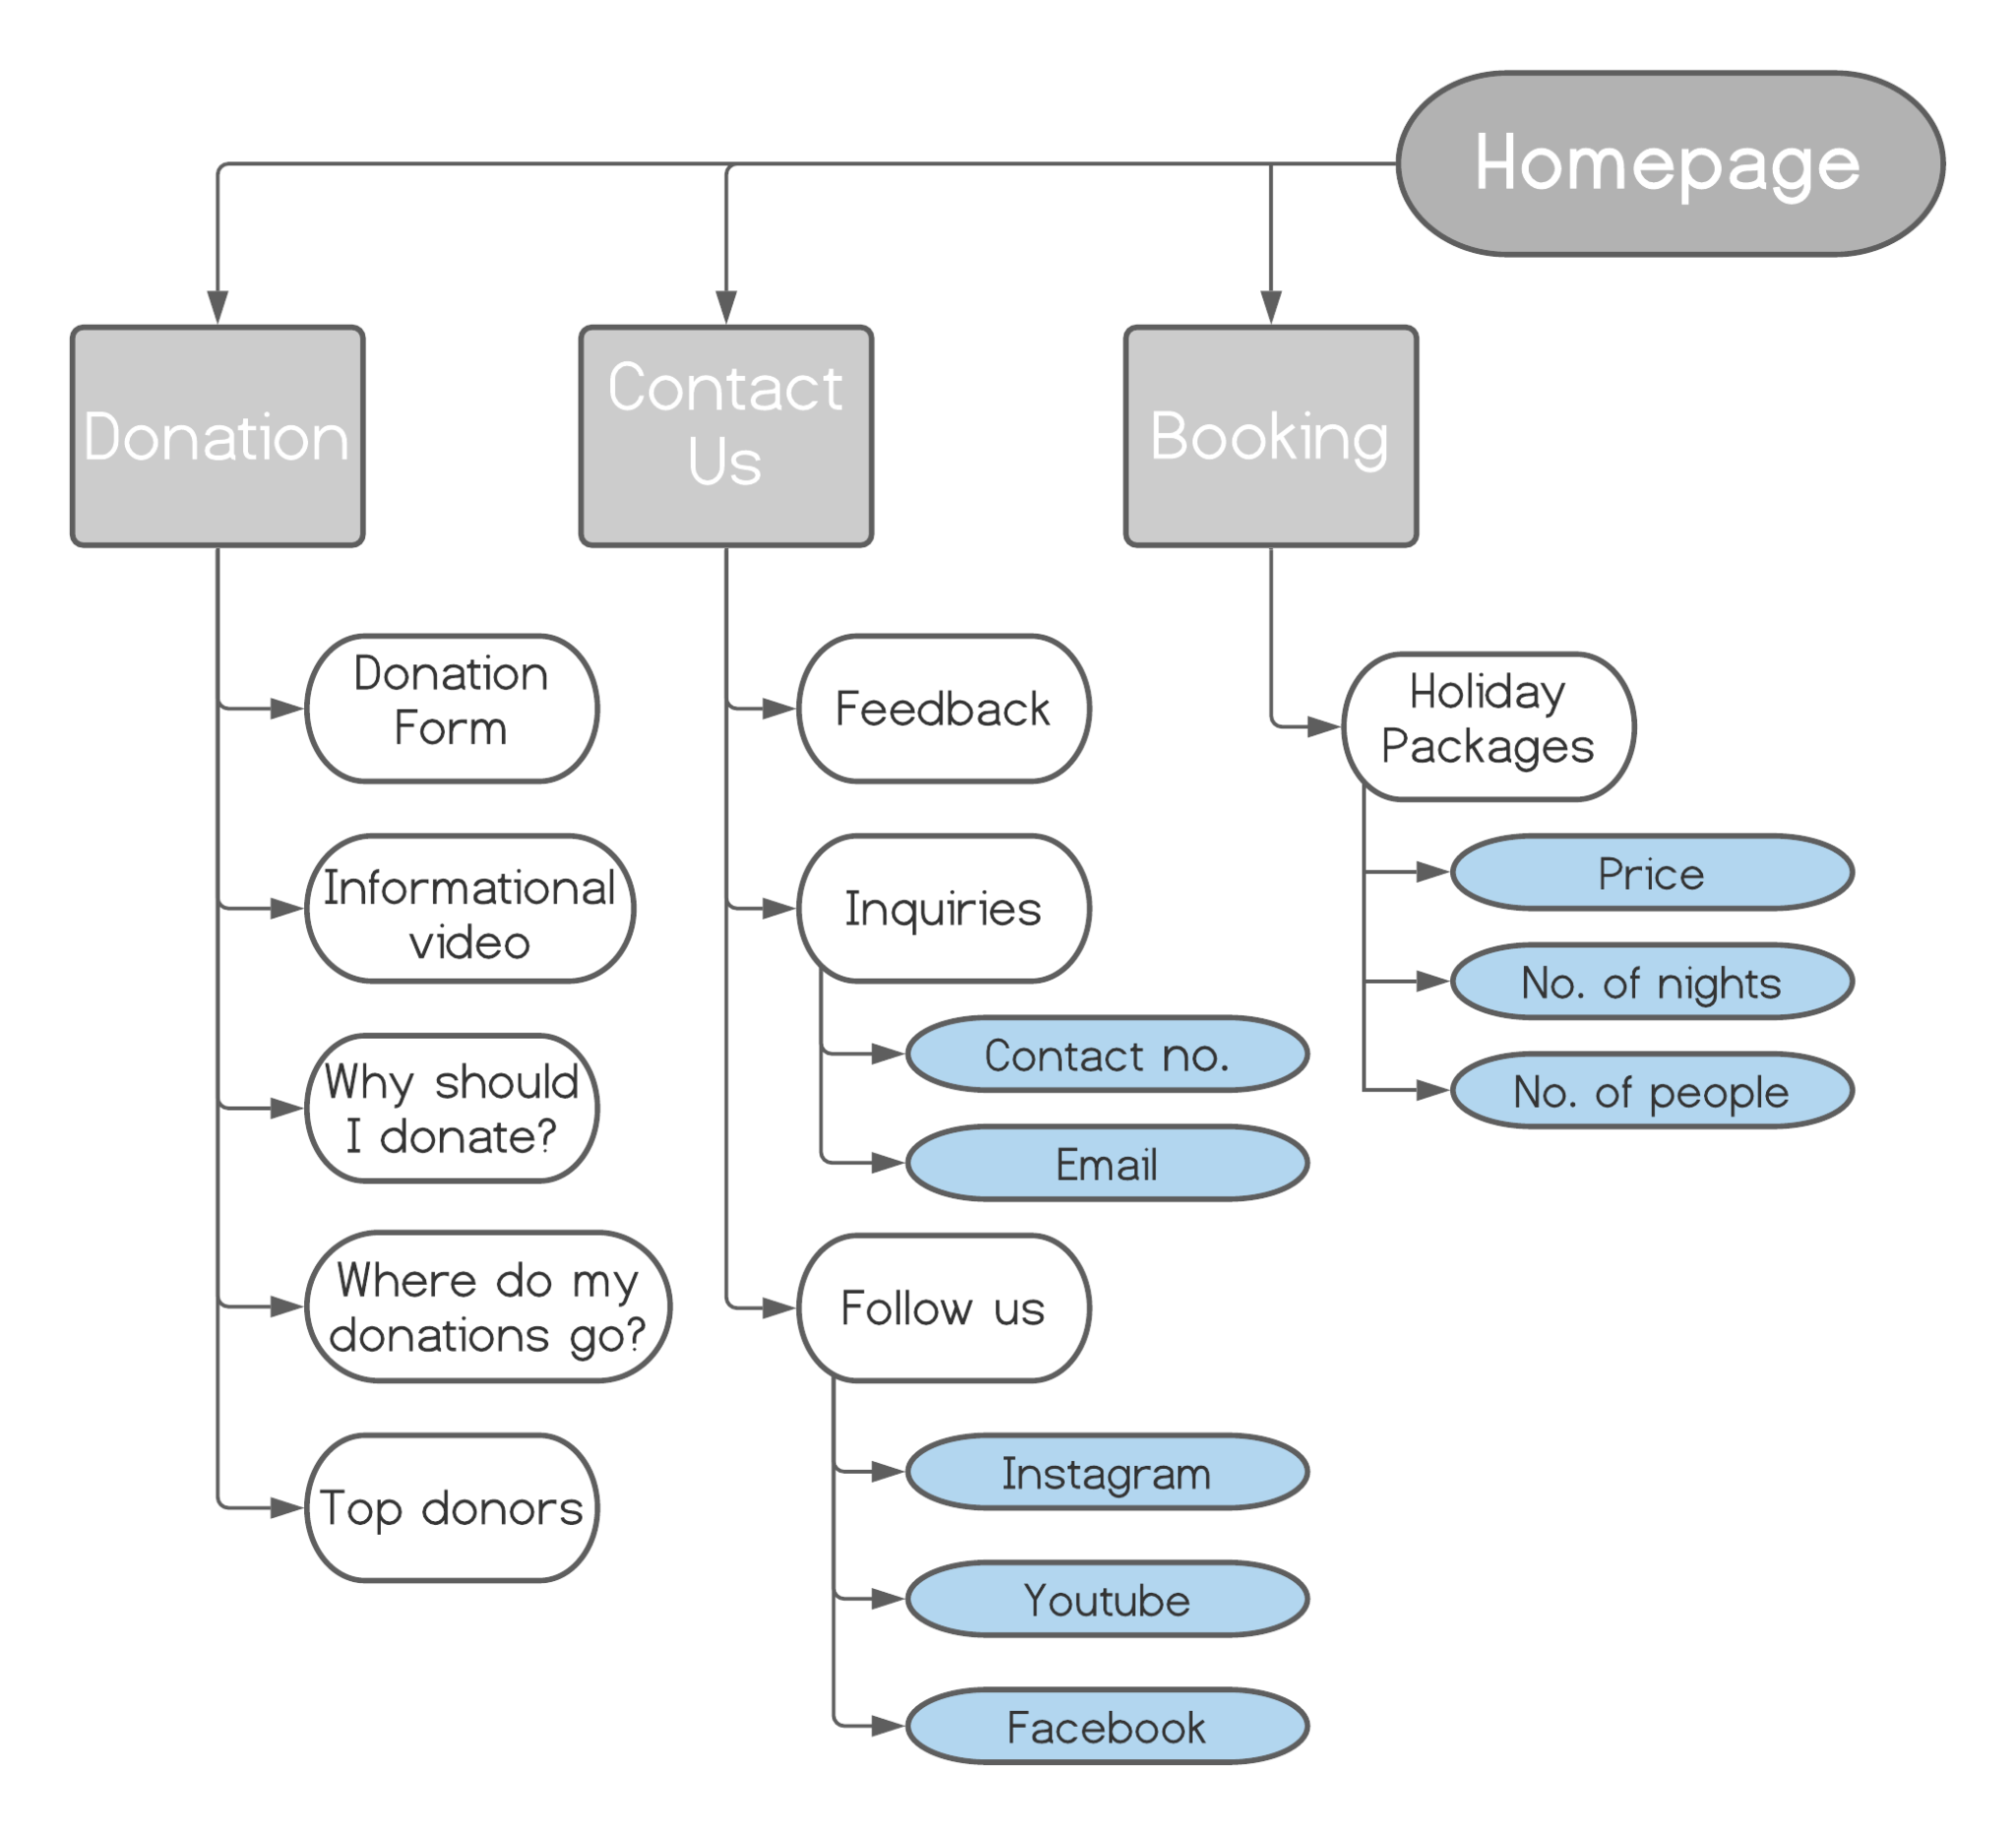 Homepage
Donation
Contact
Us
Booking
Donation
Form
Informational
video
Why should
I donate?
Where do my
donations go?
Top donors
Feedback
Inquiries
Contact no.
Email
Follow us
Instagram
Youtube
Facebook
Holiday
Packages
Price
No. of nights
No. of people